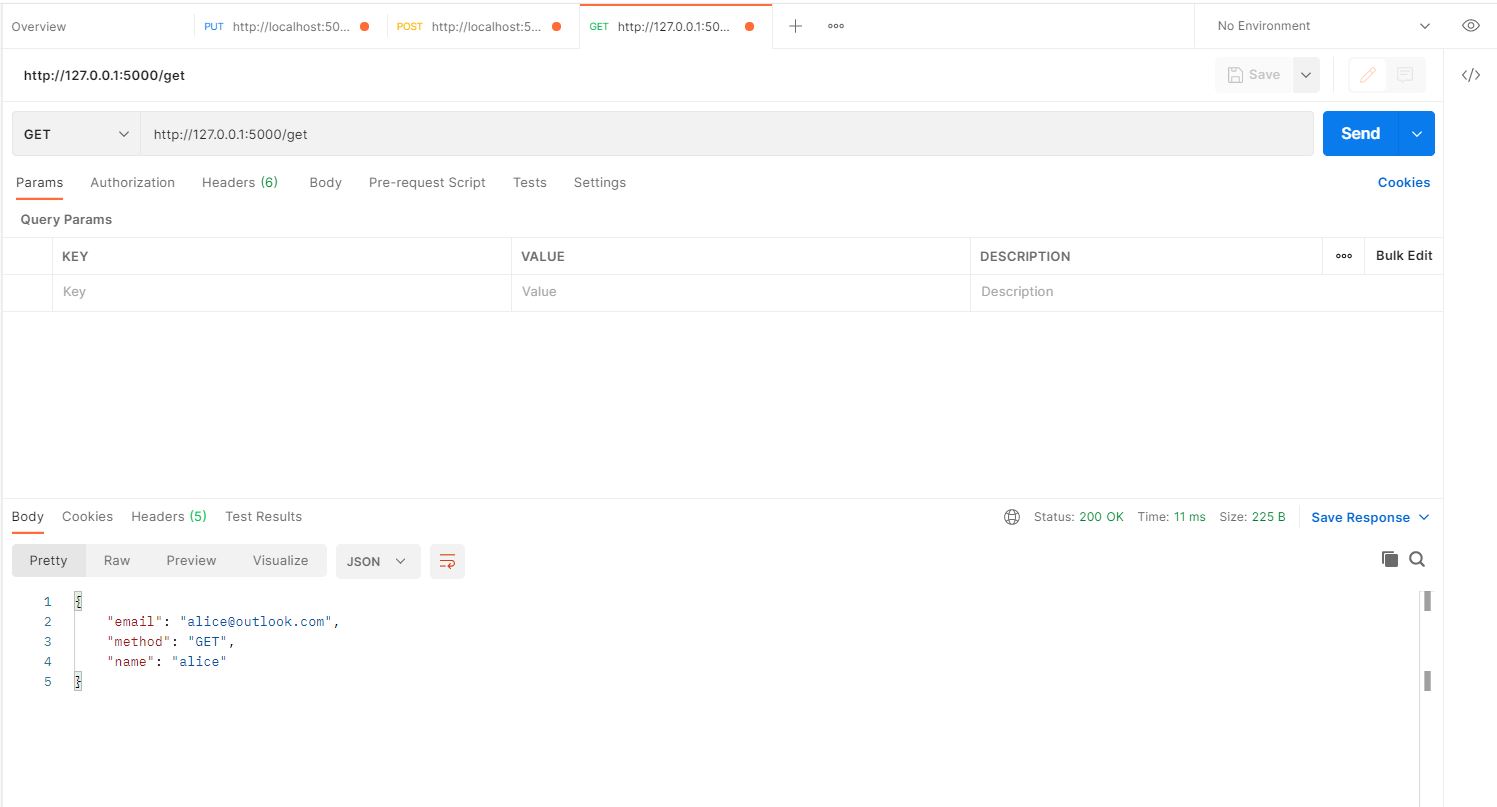 Overview PUT http://localhost:50... POST http://localhost:5... GET http://127.0.0.1:50... No Environment
http://127.0.0.1:5000/get Save
GET http://127.0.0.1:5000/get Send
Params Authorization Headers (6) Body Pre-request Script Tests Settings Cookies
Query Params
KEY VALUE DESCRIPTION Bulk Edit
Key Value Description
Body Cookies Headers (5) Test Results Status: 200 OK Time: 11 ms Size: 225 B Save Response
Pretty Raw Preview Visualize JSON
1 {
2 "email": "alice@outlook.com",
3 "method": "GET",
4 "name": "alice"
5 }